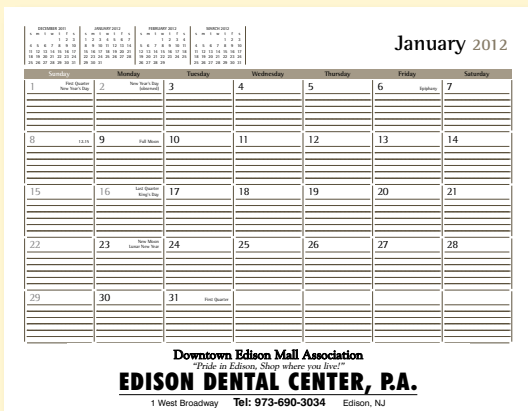 DECEMBER 2011 JANUARY 2012 FEBRUARY 2012 MARCH 2012
January 2012
Sunday Monday Tuesday Wednesday Thursday Friday Saturday
1 First Quarter New Year's Day 2 New Year's Day (observed) 3 4 5 6 Epiphany 7
8 9 Full Moon 10 11 12 13 14
15 16 Last Quarter King's Day 17 18 19 20 21
22 23 New Moon Lunar New Year 24 25 26 27 28
29 30 31 First Quarter
Downtown Edison Mall Association
"Pride in Edison, Shop where you live!"
EDISON DENTAL CENTER, P.A.
1 West Broadway Tel: 973-690-3034 Edison, NJ